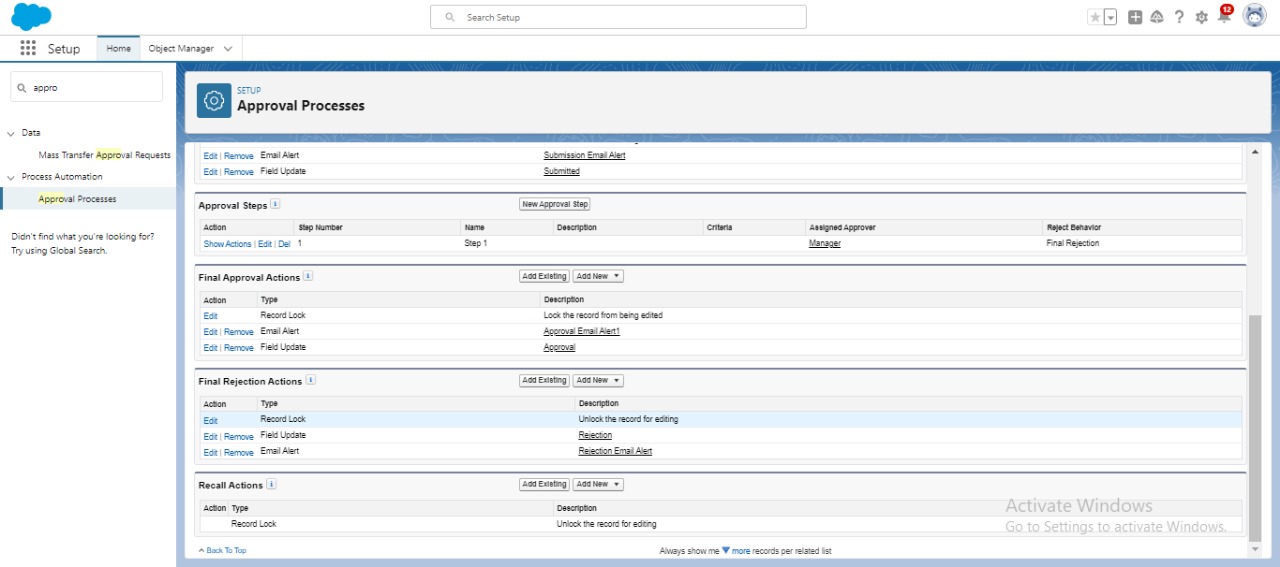 Search Setup
12
Setup Home Object Manager
appro
Data
Mass Transfer Approval Requests
Process Automation
Approval Processes
Didn't find what you're looking for?
Try using Global Search.
SETUP
Approval Processes
Edit | Remove Email Alert Submission Email Alert
Edit | Remove Field Update Submitted
Approval Steps i New Approval Step
Action Step Number Name Description Criteria Assigned Approver Reject Behavior
Show Actions | Edit | Del 1 Step 1 Manager Final Rejection
Final Approval Actions i Add Existing Add New
Action Type Description
Edit Record Lock Lock the record from being edited
Edit | Remove Email Alert Approval Email Alert1
Edit | Remove Field Update Approval
Final Rejection Actions i Add Existing Add New
Action Type Description
Edit Record Lock Unlock the record for editing
Edit | Remove Field Update Rejection
Edit | Remove Email Alert Rejection Email Alert
Recall Actions i Add Existing Add New
Action Type Description
Record Lock Unlock the record for editing
Back To Top Always show me more records per related list
Activate Windows
Go to Settings to activate Windows.